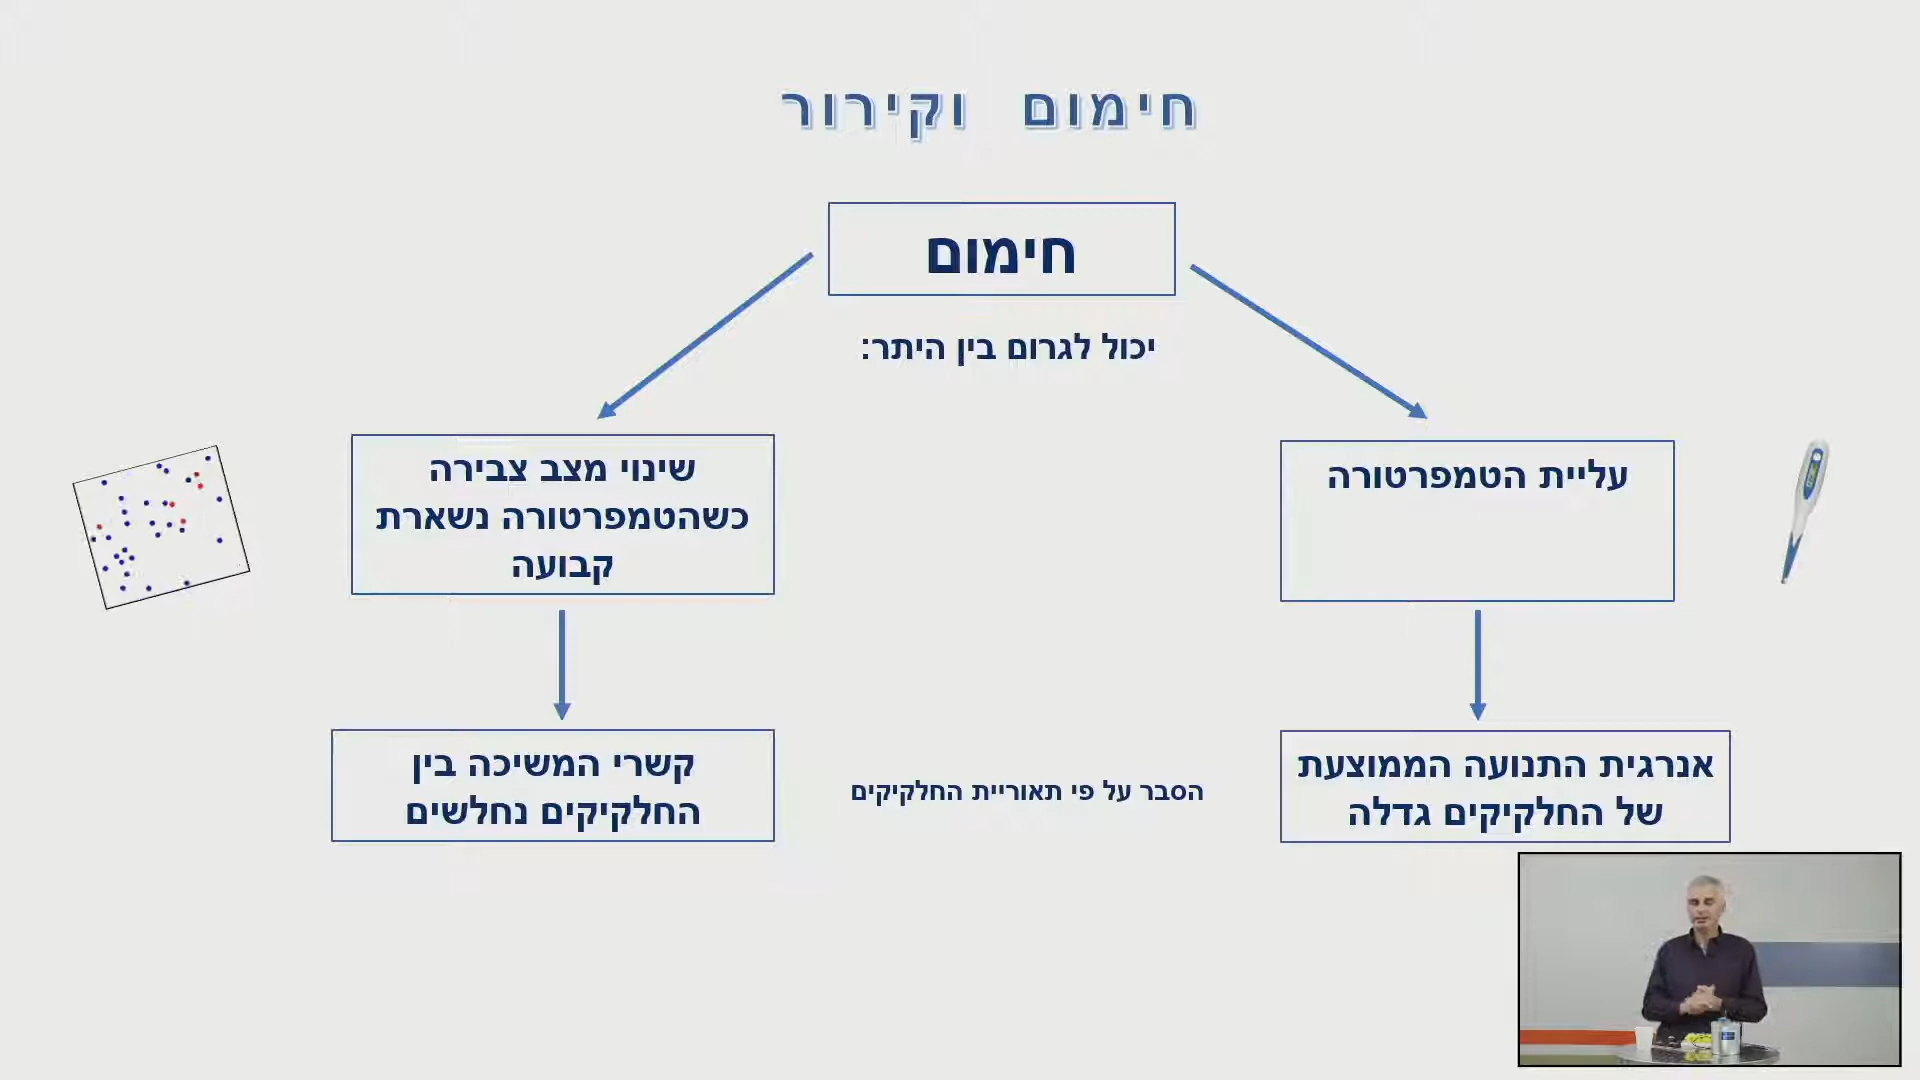 חימום וקירור
חימום
יכול לגרום בין היתר:
עליית הטמפרטורה
שינוי מצב צבירה
כשהטמפרטורה נשארת
קבועה
אנרגית התנועה הממוצעת
של החלקיקים גדלה
הסבר על פי תאוריית החלקיקים
קשרי המשיכה בין
החלקיקים נחלשים